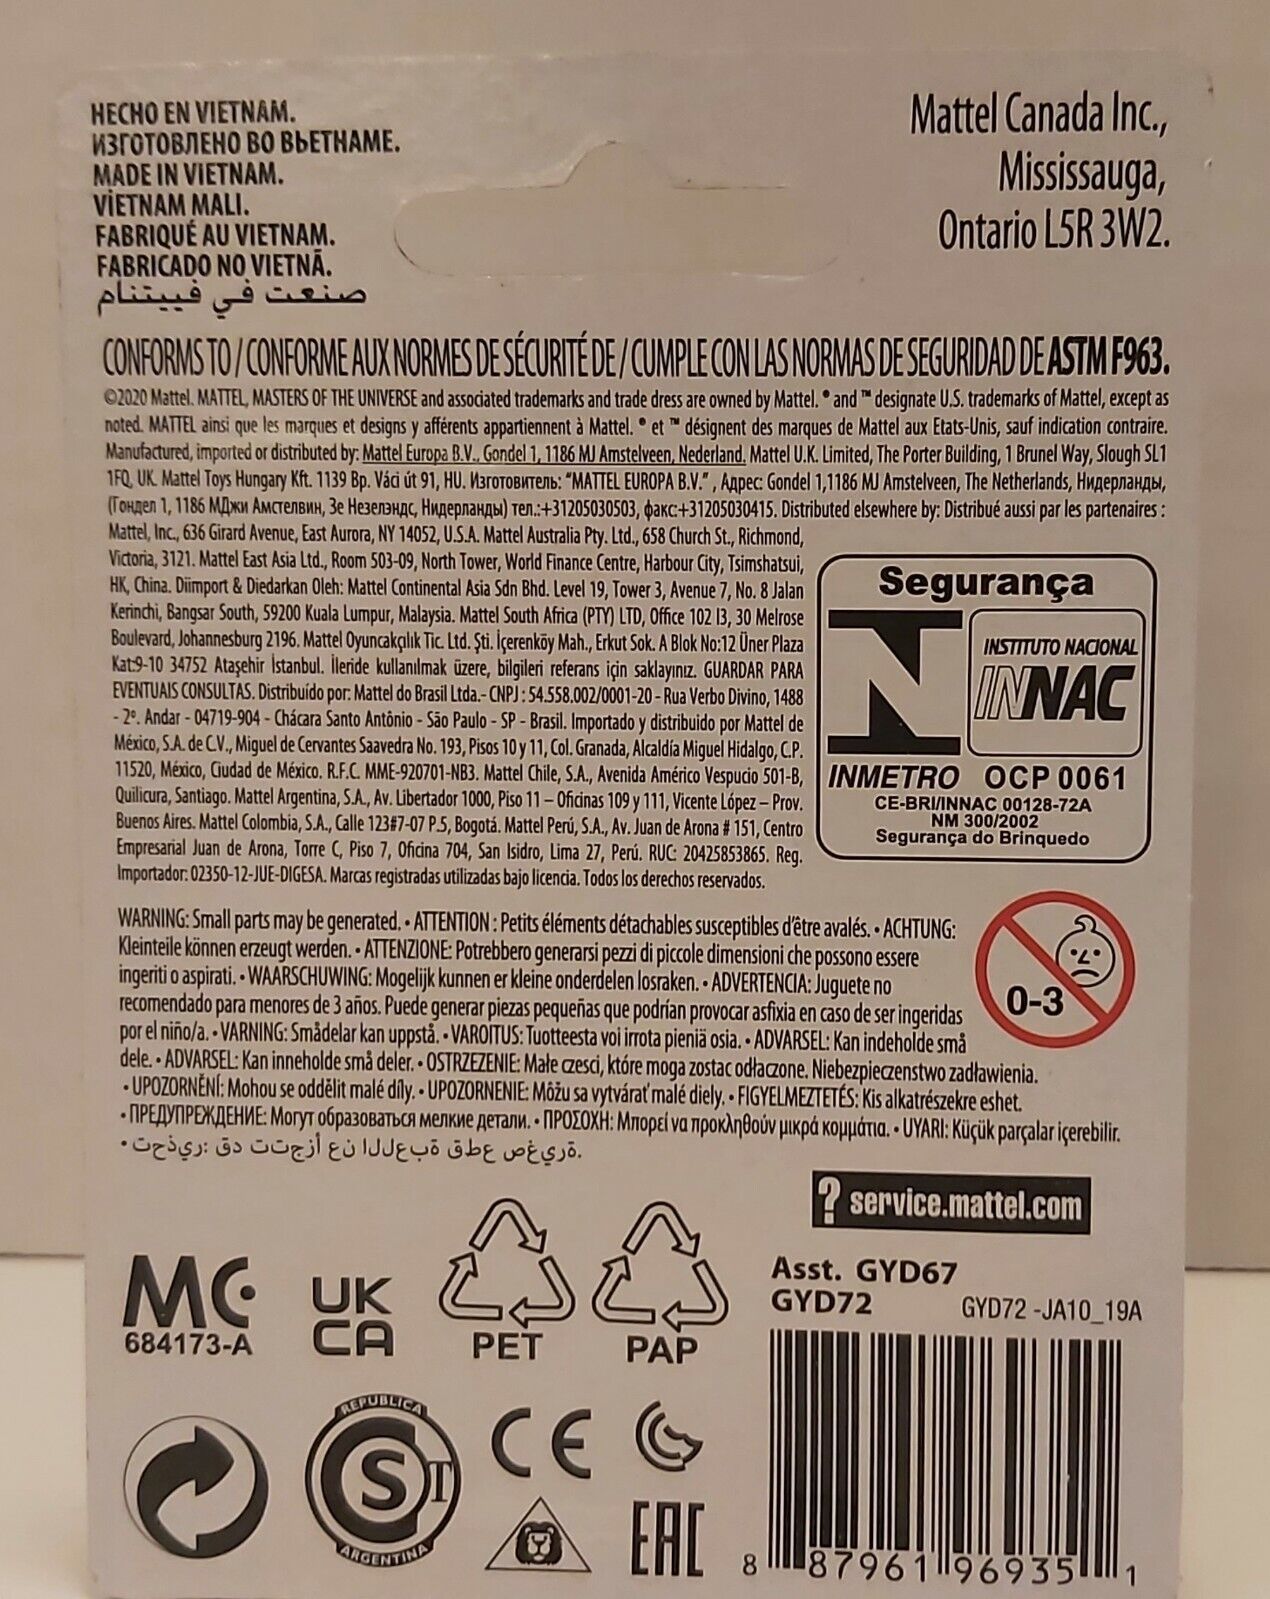 HECHO EN VIETNAM.
ИЗГОТОВЛЕНО ВО ВЬЕТНАМЕ.
MADE IN VIETNAM.
VİETNAM MALI.
FABRIQUÉ AU VIETNAM.
FABRICADO NO VIETNÃ.
صنعت في فييتنام
Mattel Canada Inc.,
Mississauga,
Ontario L5R 3W2.
CONFORMS TO / CONFORME AUX NORMES DE SÉCURITÉ DE / CUMPLE CON LAS NORMAS DE SEGURIDAD DE ASTM F963.
©2020 Mattel. MATTEL, MASTERS OF THE UNIVERSE and associated trademarks and trade dress are owned by Mattel. ® and ™ designate U.S. trademarks of Mattel, except as
noted. MATTEL ainsi que les marques et designs y afférents appartiennent à Mattel. ® et ™ désignent des marques de Mattel aux Etats-Unis, sauf indication contraire.
Manufactured, imported or distributed by: Mattel Europa B.V., Gondel 1, 1186 MJ Amstelveen, Nederland. Mattel U.K. Limited, The Porter Building, 1 Brunel Way, Slough SL1
1FQ, UK. Mattel Toys Hungary Kft. 1139 Bp. Váci út 91, HU. Изготовитель: “MATTEL EUROPA B.V.” , Адрес: Gondel 1,1186 MJ Amstelveen, The Netherlands, Нидерланды,
(Гондел 1, 1186 МДжи Амстелвин, Зе Незелэндс, Нидерланды) тел.:+31205030503, факс:+31205030415. Distributed elsewhere by: Distribué aussi par les partenaires :
Mattel, Inc., 636 Girard Avenue, East Aurora, NY 14052, U.S.A. Mattel Australia Pty. Ltd., 658 Church St., Richmond,
Victoria, 3121. Mattel East Asia Ltd., Room 503-09, North Tower, World Finance Centre, Harbour City, Tsimshatsui,
HK, China. Diimport & Diedarkan Oleh: Mattel Continental Asia Sdn Bhd. Level 19, Tower 3, Avenue 7, No. 8 Jalan
Kerinchi, Bangsar South, 59200 Kuala Lumpur, Malaysia. Mattel South Africa (PTY) LTD, Office 102 I3, 30 Melrose
Boulevard, Johannesburg 2196. Mattel Oyuncakçılık Tic. Ltd. Şti. İçerenköy Mah., Erkut Sok. A Blok No:12 Üner Plaza
Kat:9-10 34752 Ataşehir İstanbul. İleride kullanılmak üzere, bilgileri referans için saklayınız. GUARDAR PARA
EVENTUAIS CONSULTAS. Distribuído por: Mattel do Brasil Ltda.- CNPJ : 54.558.002/0001-20 - Rua Verbo Divino, 1488
- 2º. Andar - 04719-904 - Chácara Santo Antônio - São Paulo - SP - Brasil. Importado y distribuido por Mattel de
México, S.A. de C.V., Miguel de Cervantes Saavedra No. 193, Pisos 10 y 11, Col. Granada, Alcaldía Miguel Hidalgo, C.P.
11520, México, Ciudad de México. R.F.C. MME-920701-NB3. Mattel Chile, S.A., Avenida Américo Vespucio 501-B,
Quilicura, Santiago. Mattel Argentina, S.A., Av. Libertador 1000, Piso 11 – Oficinas 109 y 111, Vicente López – Prov.
Buenos Aires. Mattel Colombia, S.A., Calle 123#7-07 P.5, Bogotá. Mattel Perú, S.A., Av. Juan de Arona # 151, Centro
Empresarial Juan de Arona, Torre C, Piso 7, Oficina 704, San Isidro, Lima 27, Perú. RUC: 20425853865. Reg.
Importador: 02350-12-JUE-DIGESA. Marcas registradas utilizadas bajo licencia. Todos los derechos reservados.
Segurança
INSTITUTO NACIONAL
INNAC
INMETRO OCP 0061
CE-BRI/INNAC 00128-72A
NM 300/2002
Segurança do Brinquedo
WARNING: Small parts may be generated. • ATTENTION : Petits éléments détachables susceptibles d'être avalés. • ACHTUNG:
Kleinteile können erzeugt werden. • ATTENZIONE: Potrebbero generarsi pezzi di piccole dimensioni che possono essere
ingeriti o aspirati. • WAARSCHUWING: Mogelijk kunnen er kleine onderdelen losraken. • ADVERTENCIA: Juguete no
recomendado para menores de 3 años. Puede generar piezas pequeñas que podrían provocar asfixia en caso de ser ingeridas
por el niño/a. • VARNING: Smådelar kan uppstå. • VAROITUS: Tuotteesta voi irrota pieniä osia. • ADVARSEL: Kan indeholde små
dele. • ADVARSEL: Kan inneholde små deler. • OSTRZEZENIE: Małe czesci, które moga zostac odłaczone. Niebezpieczenstwo zadławienia.
• UPOZORNĚNÍ: Mohou se oddělit malé díly. • UPOZORNENIE: Môžu sa vytvárať malé diely. • FIGYELMEZTETÉS: Kis alkatrészekre eshet.
• ПРЕДУПРЕЖДЕНИЕ: Могут образоваться мелкие детали. • ΠΡΟΣΟΧΗ: Μπορεί να προκληθούν μικρά κομμάτια. • UYARI: Küçük parçalar içerebilir.
• تحذير: قد تتجزأ عن اللعبة قطع صغيرة.
0-3
? service.mattel.com
MC
684173-A
UK
CA
PET
PAP
Asst. GYD67
GYD72
GYD72 -JA10_19A
REPUBLICA
S T
ARGENTINA
CE
EAC
8 87961 96935 1